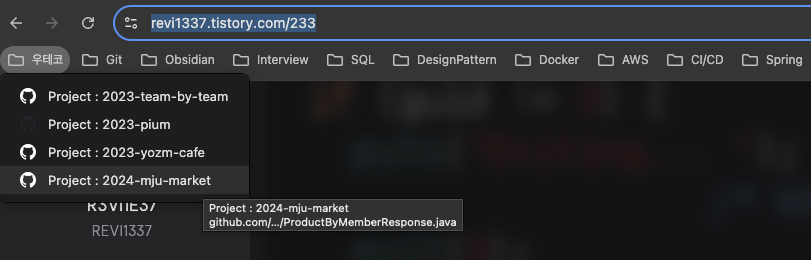 revi1337.tistory.com/233
우테코 Git Obsidian Interview SQL DesignPattern Docker AWS CI/CD Spring
Project : 2023-team-by-team
Project : 2023-pium
Project : 2023-yozm-cafe
Project : 2024-mju-market
Project : 2024-mju-market
github.com/.../ProductByMemberResponse.java
REVI1337